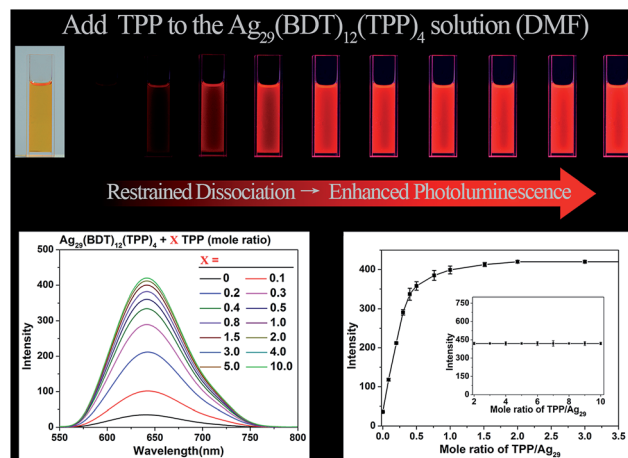 Add TPP to the Ag29(BDT)12(TPP)4 solution (DMF)
Restrained Dissociation → Enhanced Photoluminescence
Ag29(BDT)12(TPP)4 + X TPP (mole ratio)
X =
0 0.1
0.2 0.3
0.4 0.5
0.8 1.0
1.5 2.0
3.0 4.0
5.0 10.0
Intensity
500
400
300
200
100
0
550 600 650 700 750 800
Wavelength(nm)
Intensity
400
300
200
100
0
0.0 0.5 1.0 1.5 2.0 2.5 3.0 3.5
Mole ratio of TPP/Ag29
Intensity
750
600
450
300
150
0
2 4 6 8 10
Mole ratio of TPP/Ag29